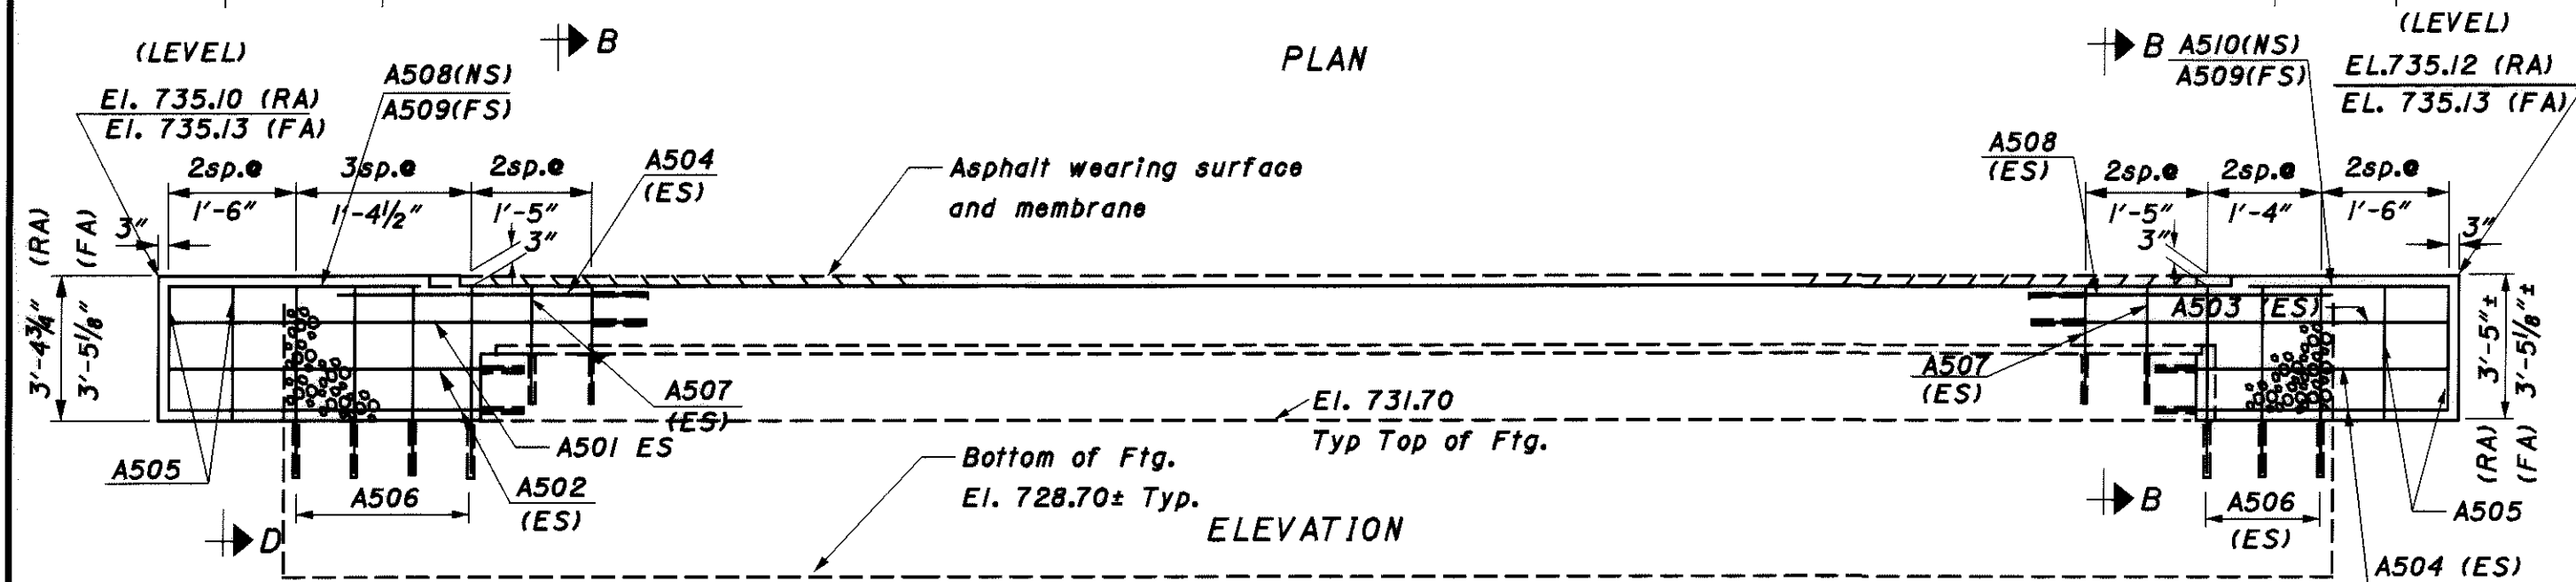 PLAN
B
B
(LEVEL)
El. 735.10 (RA)
El. 735.13 (FA)
A508(NS)
A509(FS)
A510(NS)
A509(FS)
(LEVEL)
EL.735.12 (RA)
EL. 735.13 (FA)
2sp.@
3sp.@
2sp.@
1'-6"
1'-4½"
1'-5"
3"
3"
A504
(ES)
Asphalt wearing surface
and membrane
A508
(ES)
2sp.@
2sp.@
2sp.@
1'-5"
1'-4"
1'-6"
3"
3"
(RA)
(FA)
3'-4¾"
3'-5⅛"
A503 (ES)
3'-5"±
3'-5⅛"±
(RA)
(FA)
A507
(ES)
A507
(ES)
El. 731.70
Typ Top of Ftg.
A501 ES
A505
A502
(ES)
A506
Bottom of Ftg.
El. 728.70± Typ.
D
B
A506
(ES)
A505
A504 (ES)
ELEVATION